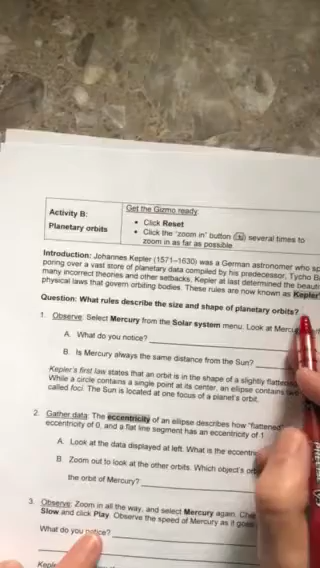 Activity B:
Get the Gizmo ready:
Planetary orbits
• Click Reset
• Click the "zoom in" button several times to
zoom in as far as possible
Introduction: Johannes Kepler (1571–1630) was a German astronomer who
poring over a vast store of planetary data compiled by his predecessor, Tycho
many incorrect theories and other setbacks, Kepler at last determined the
physical laws that govern orbiting bodies. These rules are now known as Kepler'
Question: What rules describe the size and shape of planetary orbits?
1. Observe: Select Mercury from the Solar system menu. Look at
A. What do you notice?
B. Is Mercury always the same distance from the Sun?
Kepler's first law states that an orbit is in the shape of a slightly
While a circle contains a single point at its center, an ellipse contains
called foci. The Sun is located at one focus of a planet's orbit.
2. Gather data: The eccentricity of an ellipse describes how "flattened"
eccentricity of 0, and a flat line segment has an eccentricity of 1.
A. Look at the data displayed at left. What is the
B. Zoom out to look at the other orbits. Which object's
the orbit of Mercury?
3. Observe: Zoom in all the way, and select Mercury again.
Slow and click Play. Observe the speed of Mercury as it goes
What do you notice?